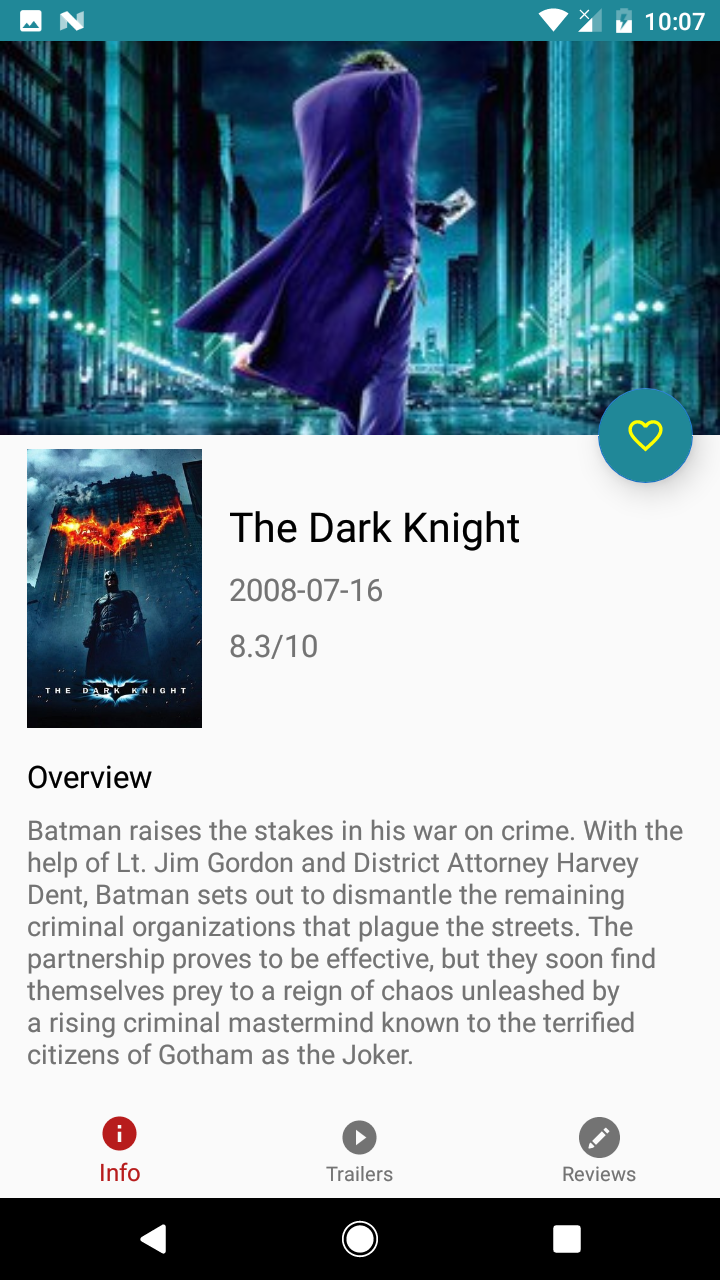 10:07
THE DARK KNIGHT
The Dark Knight
2008-07-16
8.3/10
Overview
Batman raises the stakes in his war on crime. With the
help of Lt. Jim Gordon and District Attorney Harvey
Dent, Batman sets out to dismantle the remaining
criminal organizations that plague the streets. The
partnership proves to be effective, but they soon find
themselves prey to a reign of chaos unleashed by
a rising criminal mastermind known to the terrified
citizens of Gotham as the Joker.
Info
Trailers
Reviews